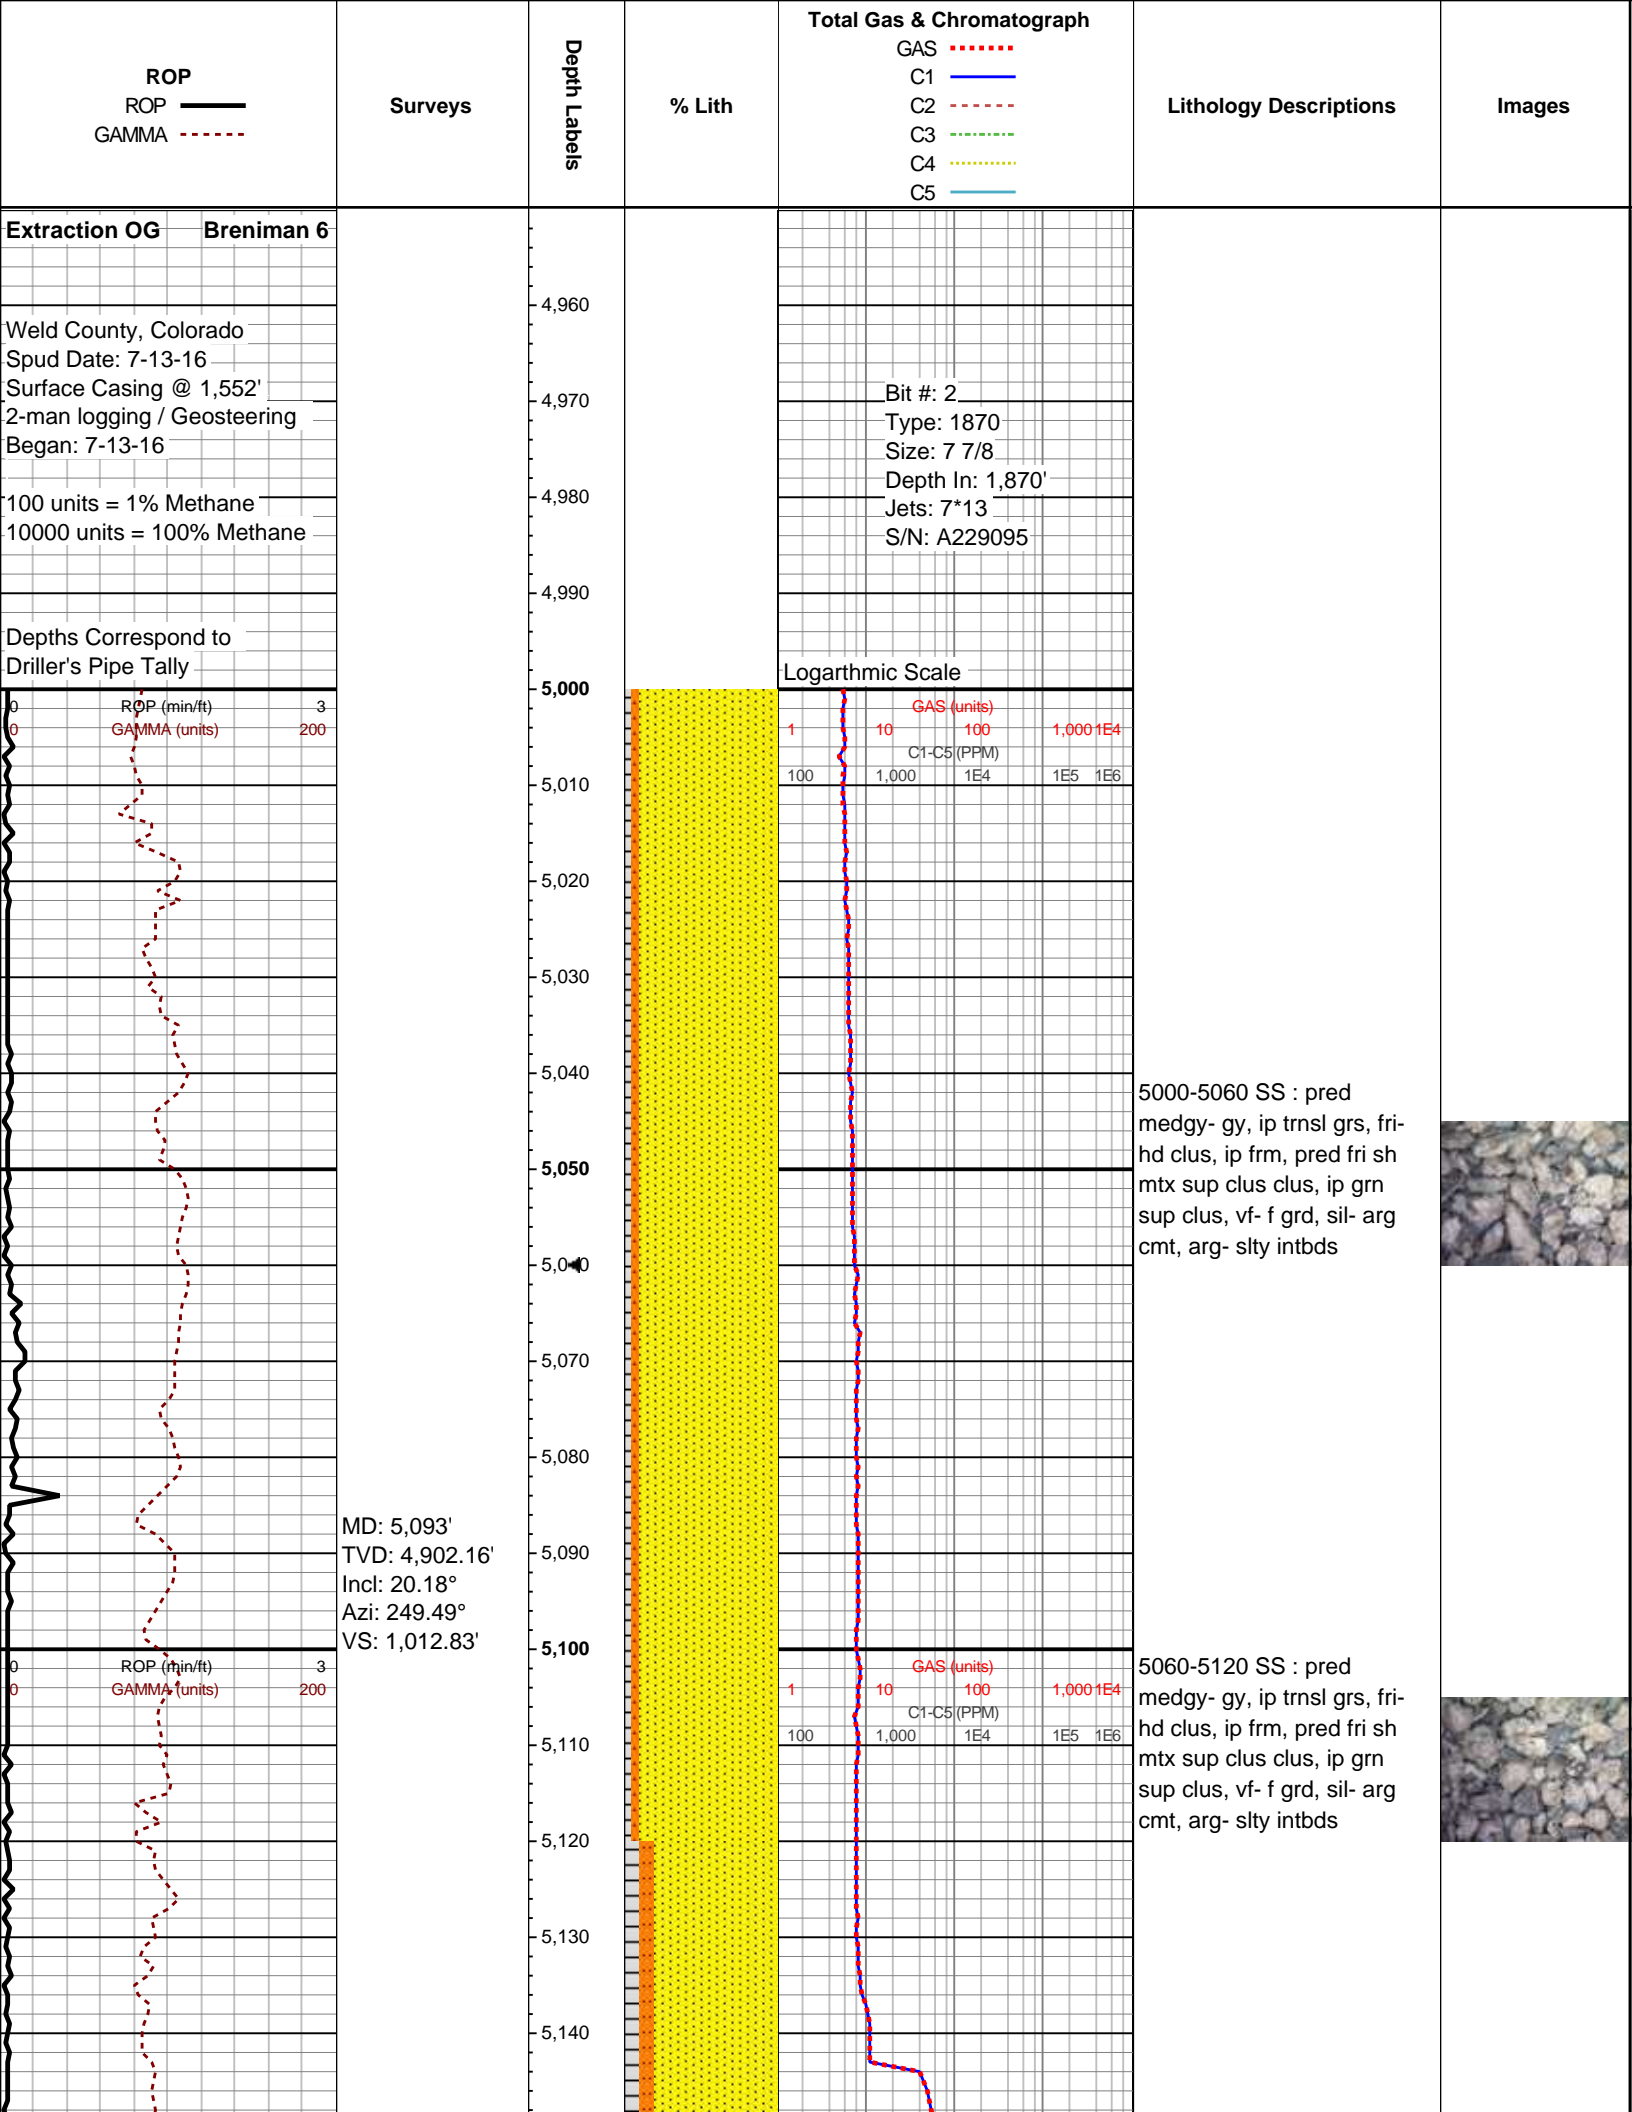 ROP
ROP
GAMMA
Surveys
Depth Labels
% Lith
Total Gas & Chromatograph
GAS
C1
C2
C3
C4
C5
Lithology Descriptions
Images
Extraction OG Breniman 6
Weld County, Colorado
Spud Date: 7-13-16
Surface Casing @ 1,552'
2-man logging / Geosteering
Began: 7-13-16
100 units = 1% Methane
10000 units = 100% Methane
Depths Correspond to
Driller's Pipe Tally
Bit #: 2
Type: 1870
Size: 7 7/8
Depth In: 1,870'
Jets: 7*13
S/N: A229095
Logarthmic Scale
4,960
4,970
4,980
4,990
5,000
5,010
5,020
5,030
5,040
5,050
5,070
5,080
5,090
5,100
5,110
5,120
5,130
5,140
0 ROP (min/ft) 3
0 GAMMA (units) 200
GAS (units)
1 10 100 1,000 1E4
C1-C5 (PPM)
100 1,000 1E4 1E5 1E6
5000-5060 SS : pred
medgy- gy, ip trnsl grs, fri-
hd clus, ip frm, pred fri sh
mtx sup clus clus, ip grn
sup clus, vf- f grd, sil- arg
cmt, arg- slty intbds
MD: 5,093'
TVD: 4,902.16'
Incl: 20.18°
Azi: 249.49°
VS: 1,012.83'
0 ROP (min/ft) 3
0 GAMMA (units) 200
GAS (units)
1 10 100 1,000 1E4
C1-C5 (PPM)
100 1,000 1E4 1E5 1E6
5060-5120 SS : pred
medgy- gy, ip trnsl grs, fri-
hd clus, ip frm, pred fri sh
mtx sup clus clus, ip grn
sup clus, vf- f grd, sil- arg
cmt, arg- slty intbds